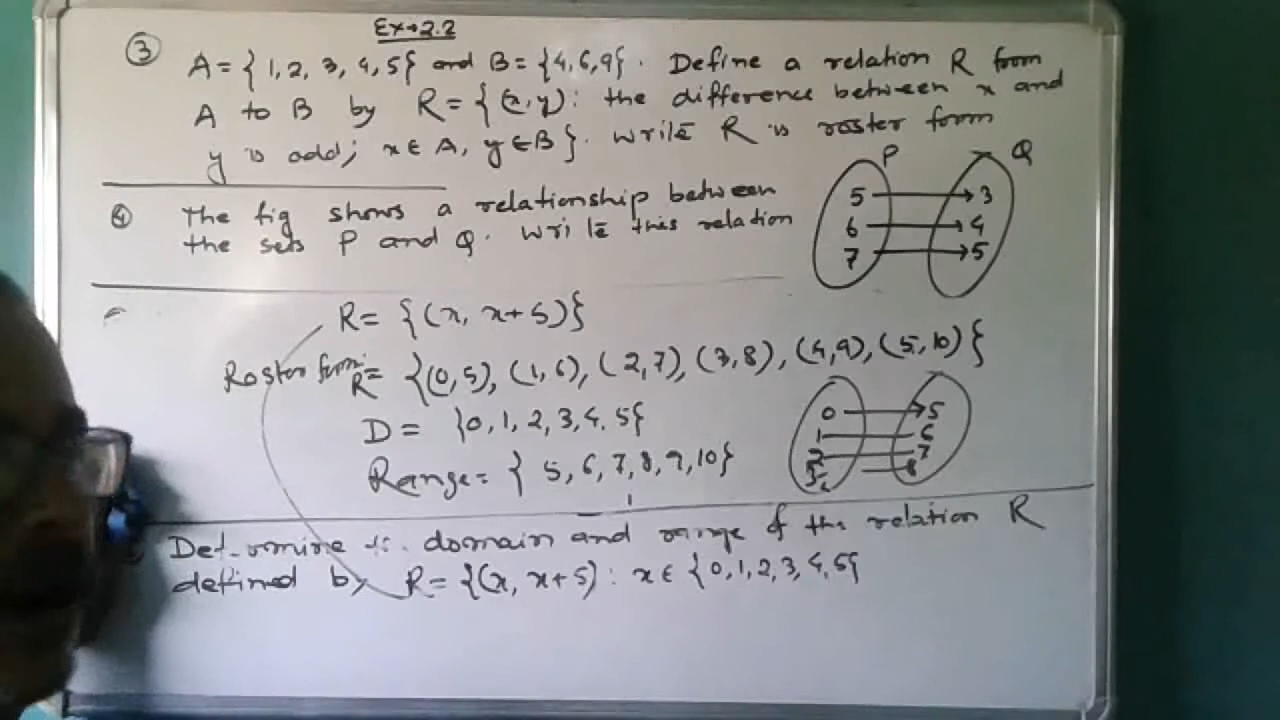 Ex→2.2
③ A = { 1, 2, 3, 4, 5} and B = {4, 6, 9} . Define a relation R from
A to B by R = { (x, y) : the difference between x and
y is odd; x ∈ A, y ∈ B }. Write R is roster form
④ The fig shows a relationship between
the sets P and Q. Write this relation
P Q
5 → 3
6 → 4
7 → 5
R = {(x, x+5)}
Roster form
R = {(0,5), (1,6), (2,7), (3,8), (4,9), (5,10)}
D = {0, 1, 2, 3, 4, 5}
Range = { 5, 6, 7, 8, 9, 10}
0 → 5
1 6
2 7
3 8
domain and range of the relation R
defined by R = {(x, x+5) : x ∈ {0, 1, 2, 3, 4, 5}